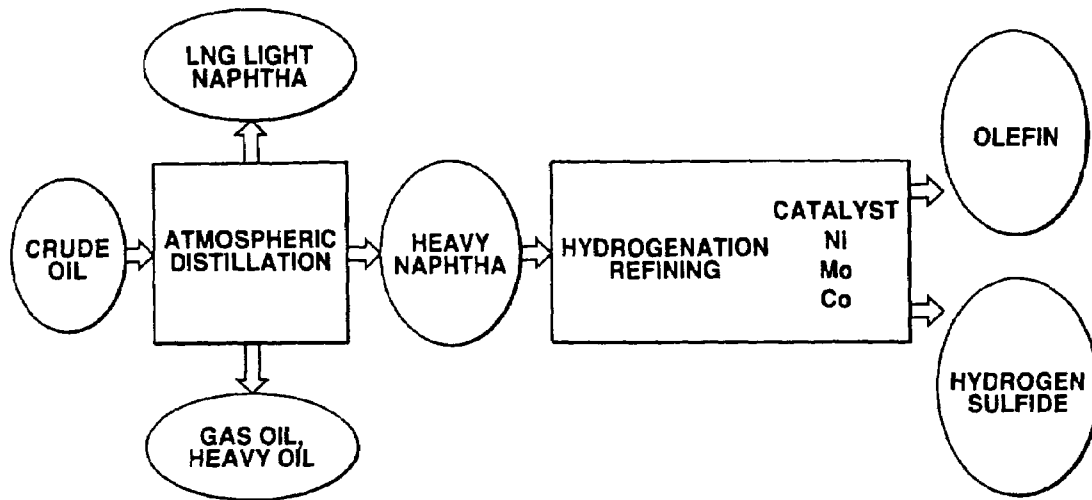 LNG LIGHT
NAPHTHA
CRUDE
OIL
ATMOSPHERIC
DISTILLATION
GAS OIL,
HEAVY OIL
HEAVY
NAPHTHA
HYDROGENATION
REFINING
CATALYST
Ni
Mo
Co
OLEFIN
HYDROGEN
SULFIDE